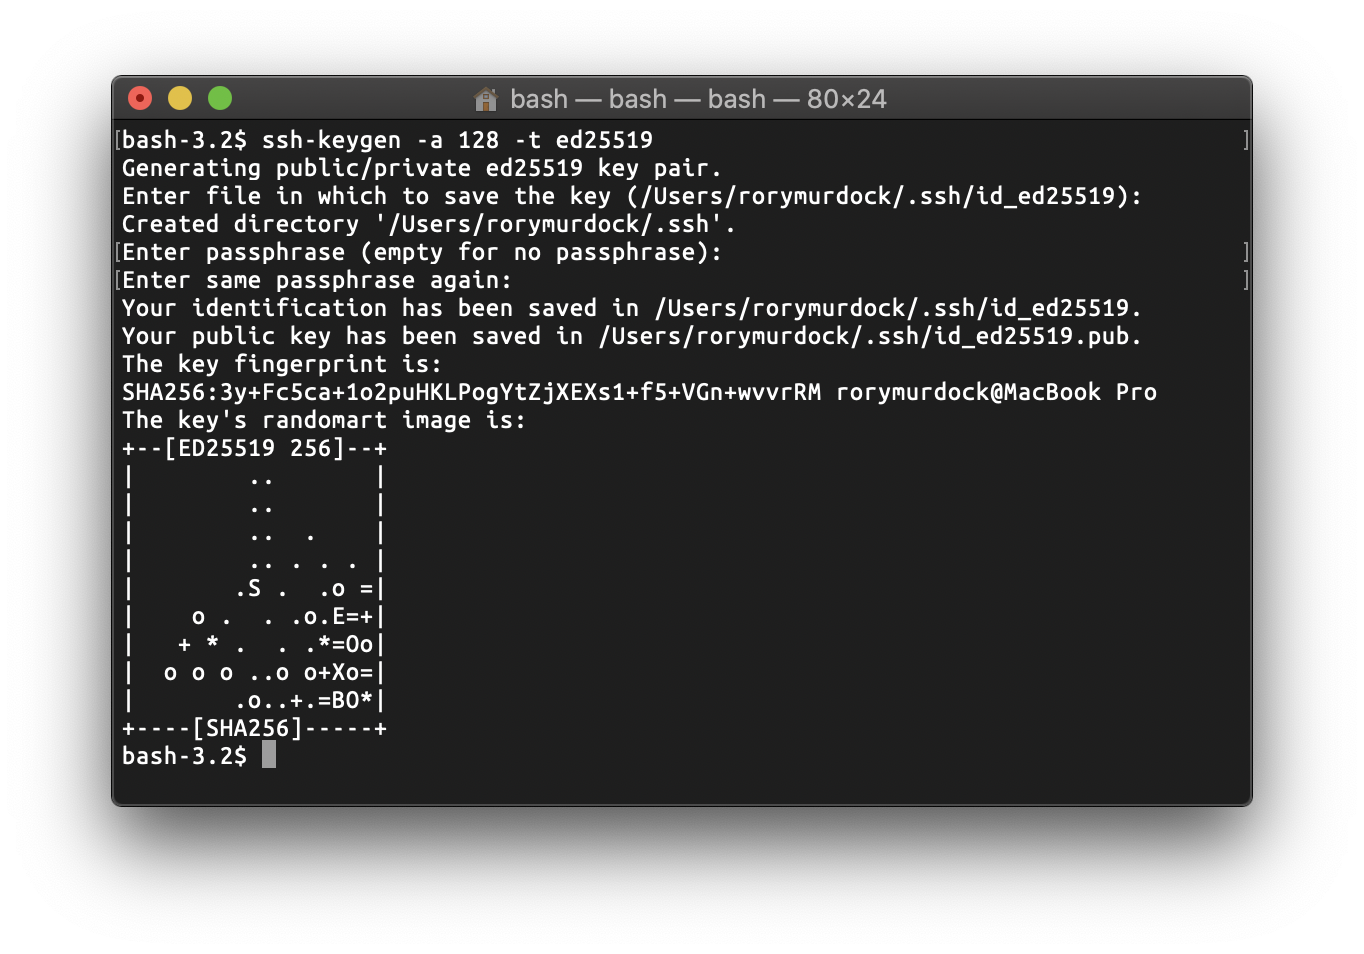 bash — bash — bash — 80×24
[bash-3.2$ ssh-keygen -a 128 -t ed25519 ]
Generating public/private ed25519 key pair.
Enter file in which to save the key (/Users/rorymurdock/.ssh/id_ed25519):
Created directory '/Users/rorymurdock/.ssh'.
[Enter passphrase (empty for no passphrase): ]
[Enter same passphrase again: ]
Your identification has been saved in /Users/rorymurdock/.ssh/id_ed25519.
Your public key has been saved in /Users/rorymurdock/.ssh/id_ed25519.pub.
The key fingerprint is:
SHA256:3y+Fc5ca+1o2puHKLPogYtZjXEXs1+f5+VGn+wvvrRM rorymurdock@MacBook Pro
The key's randomart image is:
+--[ED25519 256]--+
|        ..       |
|        ..       |
|        ..  .    |
|        .. . . . |
|       .S .  .o =|
|    o .  . .o.E=+|
|   + * .  . .*=Oo|
|  o o o ..o o+Xo=|
|       .o..+.=BO*|
+----[SHA256]-----+
bash-3.2$